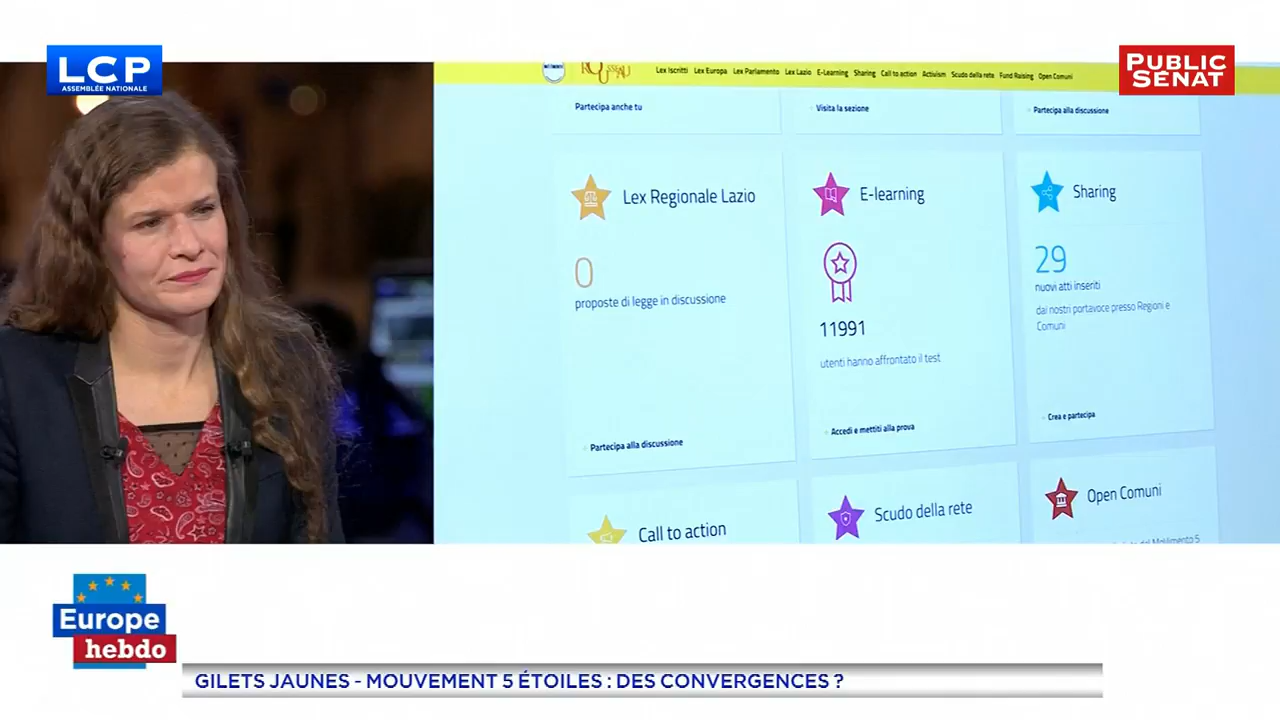 LCP
ASSEMBLÉE NATIONALE
PUBLIC
SÉNAT
ROUSSEAU
Lex Iscritti Lex Europa Lex Parlamento Lex Lazio E-learning Sharing Call to action Activism Scudo della rete Fund Raising Open Comuni
Partecipa anche tu
Visita la sezione
Partecipa alla discussione
Lex Regionale Lazio
0
proposte di legge in discussione
Partecipa alla discussione
E-learning
11991
utenti hanno affrontato il test
Accedi e mettiti alla prova
Sharing
29
nuovi atti inseriti
dai nostri portavoce presso Regioni e
Comuni
Crea e partecipa
Call to action
Scudo della rete
Open Comuni
Europe
hebdo
GILETS JAUNES - MOUVEMENT 5 ÉTOILES : DES CONVERGENCES ?